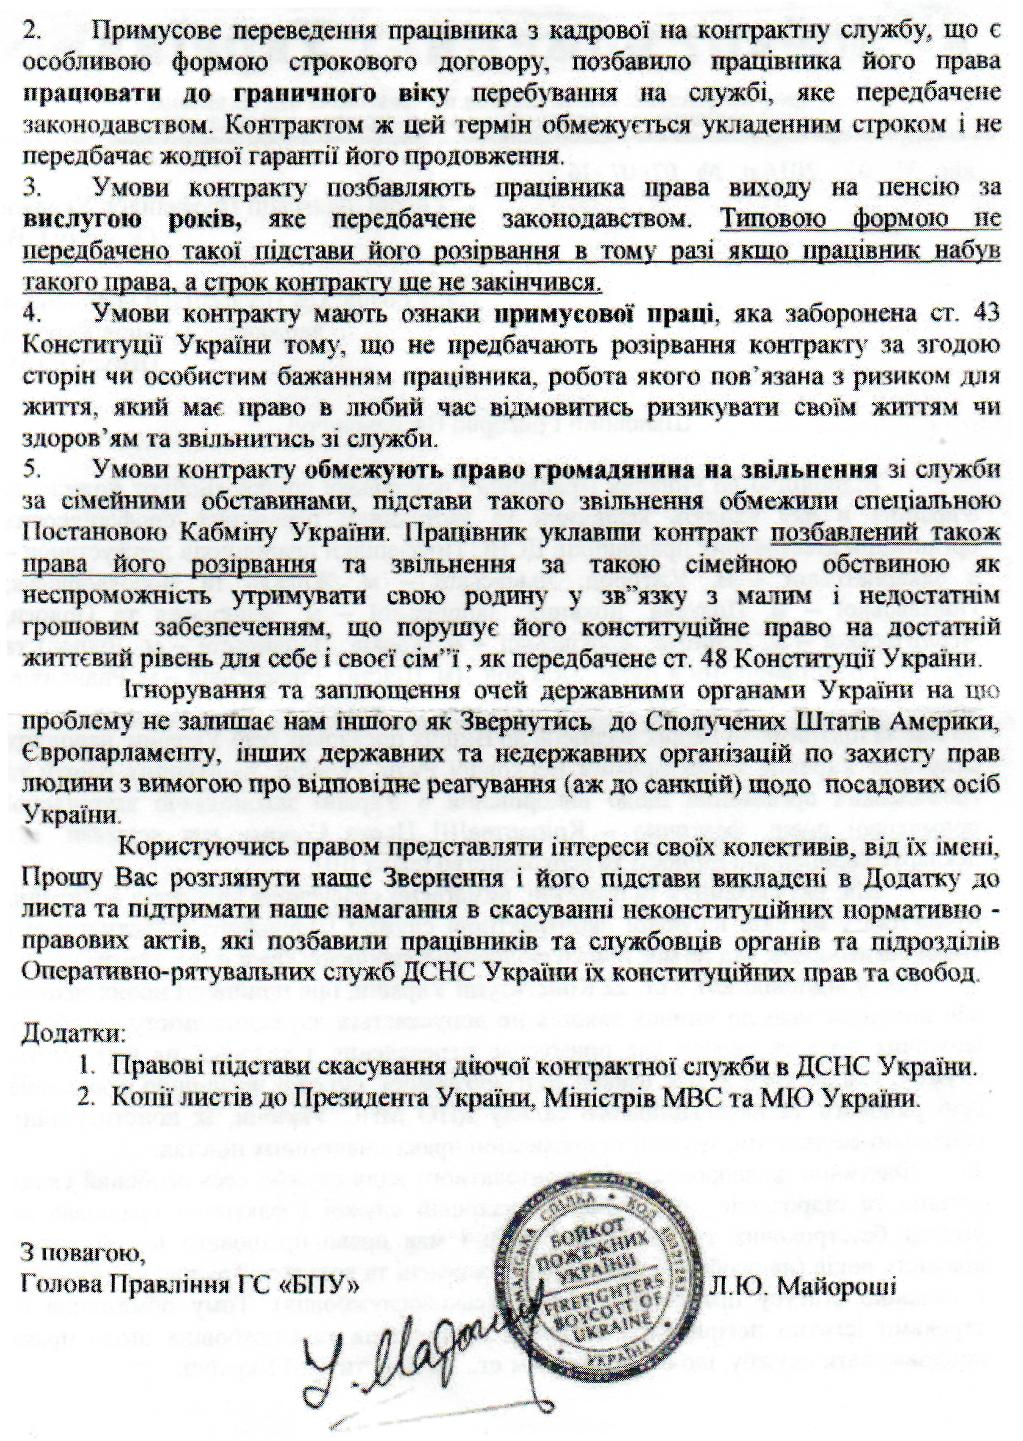 2. Примусове переведення працівника з кадрової на контрактну службу, що є
особливою формою строкового договору, позбавило працівника його права
працювати до граничного віку перебування на службі, яке передбачене
законодавством. Контрактом ж цей термін обмежується укладенним строком і не
передбачає жодної гарантії його продовження.
3. Умови контракту позбавляють працівника права виходу на пенсію за
вислугою років, яке передбачене законодавством. Типовою формою не
передбачено такої підстави його розірвання в тому разі якщо працівник набув
такого права, а строк контракту ще не закінчився.
4. Умови контракту мають ознаки примусової праці, яка заборонена ст. 43
Конституції України тому, що не предбачають розірвання контракту за згодою
сторін чи особистим бажанням працівника, робота якого пов’язана з ризиком для
життя, який має право в любий час відмовитись ризикувати своїм життям чи
здоров’ям та звільнитись зі служби.
5. Умови контракту обмежують право громадянина на звільнення зі служби
за сімейними обставинами, підстави такого звільнення обмежили спеціальною
Постановою Кабміну України. Працівник уклавши контракт позбавлений також
права його розірвання та звільнення за такою сімейною обствиною як
неспроможність утримувати свою родину у зв”язку з малим і недостатнім
грошовим забезпеченням, що порушує його конституційне право на достатній
життєвий рівень для себе і своєї сім”ї , як передбачене ст. 48 Конституції України.
Ігнорування та заплющення очей державними органами України на цю
проблему не залишає нам іншого як Звернутись до Сполучених Штатів Америки,
Європарламенту, інших державних та недержавних організацій по захисту прав
людини з вимогою про відповідне реагування (аж до санкцій) щодо посадових осіб
України.
Користуючись правом представляти інтереси своїх колективів, від їх імені,
Прошу Вас розглянути наше Звернення і його підстави викладені в Додатку до
листа та підтримати наше намагання в скасуванні неконституційних нормативно -
правових актів, які позбавили працівників та службовців органів та підрозділів
Оперативно-рятувальних служб ДСНС України їх конституційних прав та свобод.
Додатки:
1. Правові підстави скасування діючої контрактної служби в ДСНС України.
2. Копії листів до Президента України, Міністрів МВС та МЮ України.
З повагою,
Голова Правління ГС «БПУ»
Л.Ю. Майороші
СПІЛКА * КОД
БОЙКОТ
ПОЖЕЖНИХ
УКРАЇНИ
FIREFIGHTERS
BOYCOTT OF
UKRAINE
* УКРАЇНА *